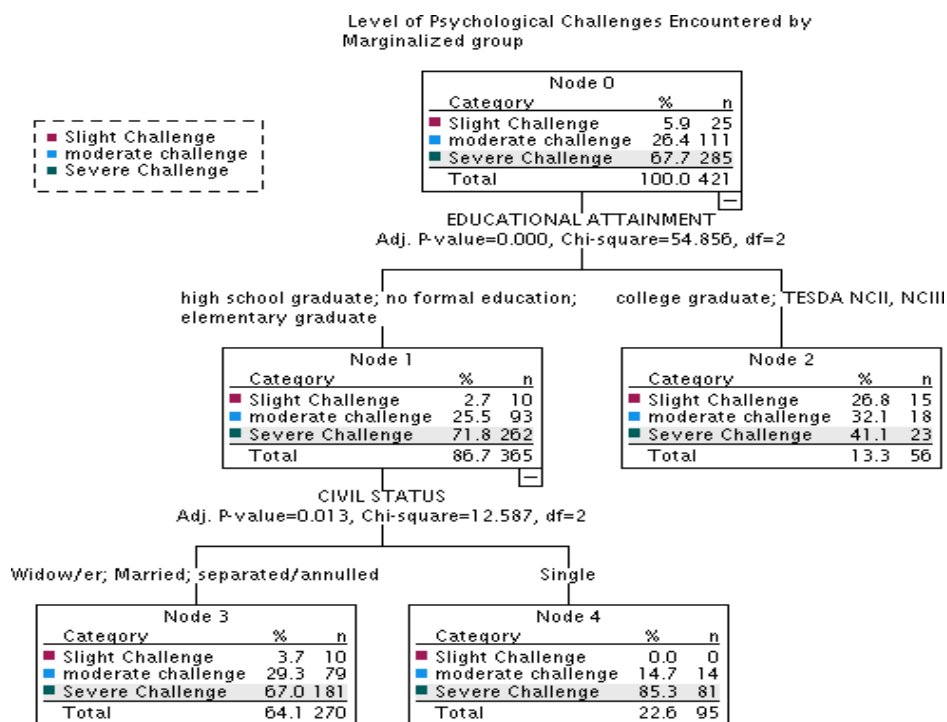 Level of Psychological Challenges Encountered by
Marginalized group
Slight Challenge
moderate challenge
Severe Challenge
Node 0
Category % n
Slight Challenge 5.9 25
moderate challenge 26.4 111
Severe Challenge 67.7 285
Total 100.0 421
EDUCATIONAL ATTAINMENT
Adj. P-value=0.000, Chi-square=54.856, df=2
high school graduate; no formal education;
elementary graduate
college graduate; TESDA NCII, NCIII
Node 1
Category % n
Slight Challenge 2.7 10
moderate challenge 25.5 93
Severe Challenge 71.8 262
Total 86.7 365
Node 2
Category % n
Slight Challenge 26.8 15
moderate challenge 32.1 18
Severe Challenge 41.1 23
Total 13.3 56
CIVIL STATUS
Adj. P-value=0.013, Chi-square=12.587, df=2
Widow/er; Married; separated/annulled
Single
Node 3
Category % n
Slight Challenge 3.7 10
moderate challenge 29.3 79
Severe Challenge 67.0 181
Total 64.1 270
Node 4
Category % n
Slight Challenge 0.0 0
moderate challenge 14.7 14
Severe Challenge 85.3 81
Total 22.6 95